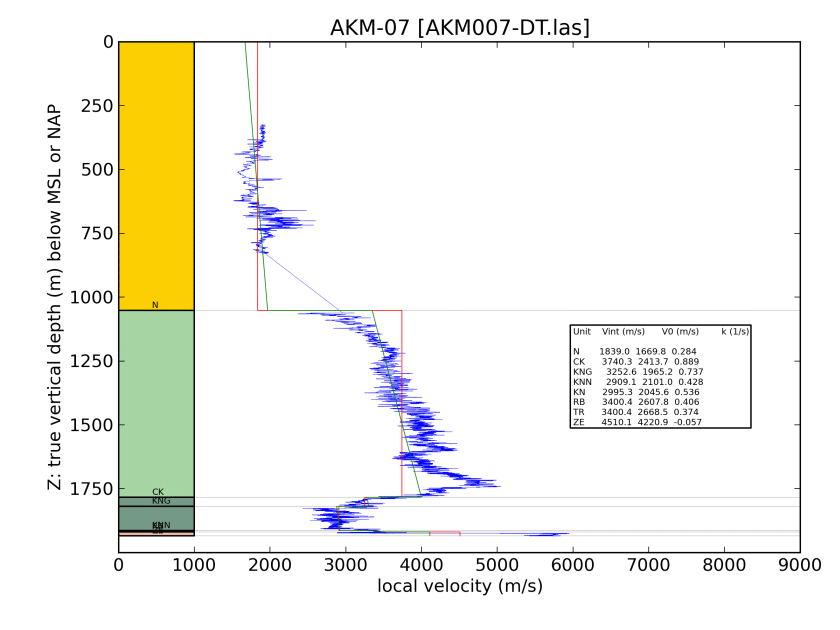 AKM-07 [AKM007-DT.las]
Z: true vertical depth (m) below MSL or NAP
0
250
500
750
1000
1250
1500
1750
N
CK
KNG
KNN
Unit Vint (m/s) V0 (m/s) k (1/s)
N 1839.0 1669.8 0.284
CK 3740.3 2413.7 0.889
KNG 3252.6 1965.2 0.737
KNN 2909.1 2101.0 0.428
KN 2995.3 2045.6 0.536
RB 3400.4 2607.8 0.406
TR 3400.4 2668.5 0.374
ZE 4510.1 4220.9 -0.057
0 1000 2000 3000 4000 5000 6000 7000 8000 9000
local velocity (m/s)